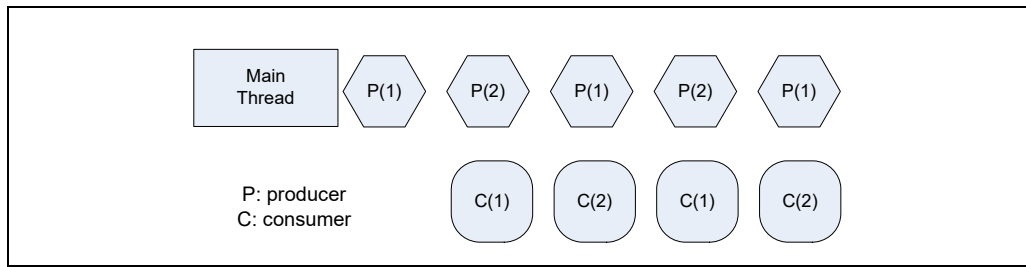 Main
Thread
P(1)
P(2)
P(1)
P(2)
P(1)
P: producer
C: consumer
C(1)
C(2)
C(1)
C(2)